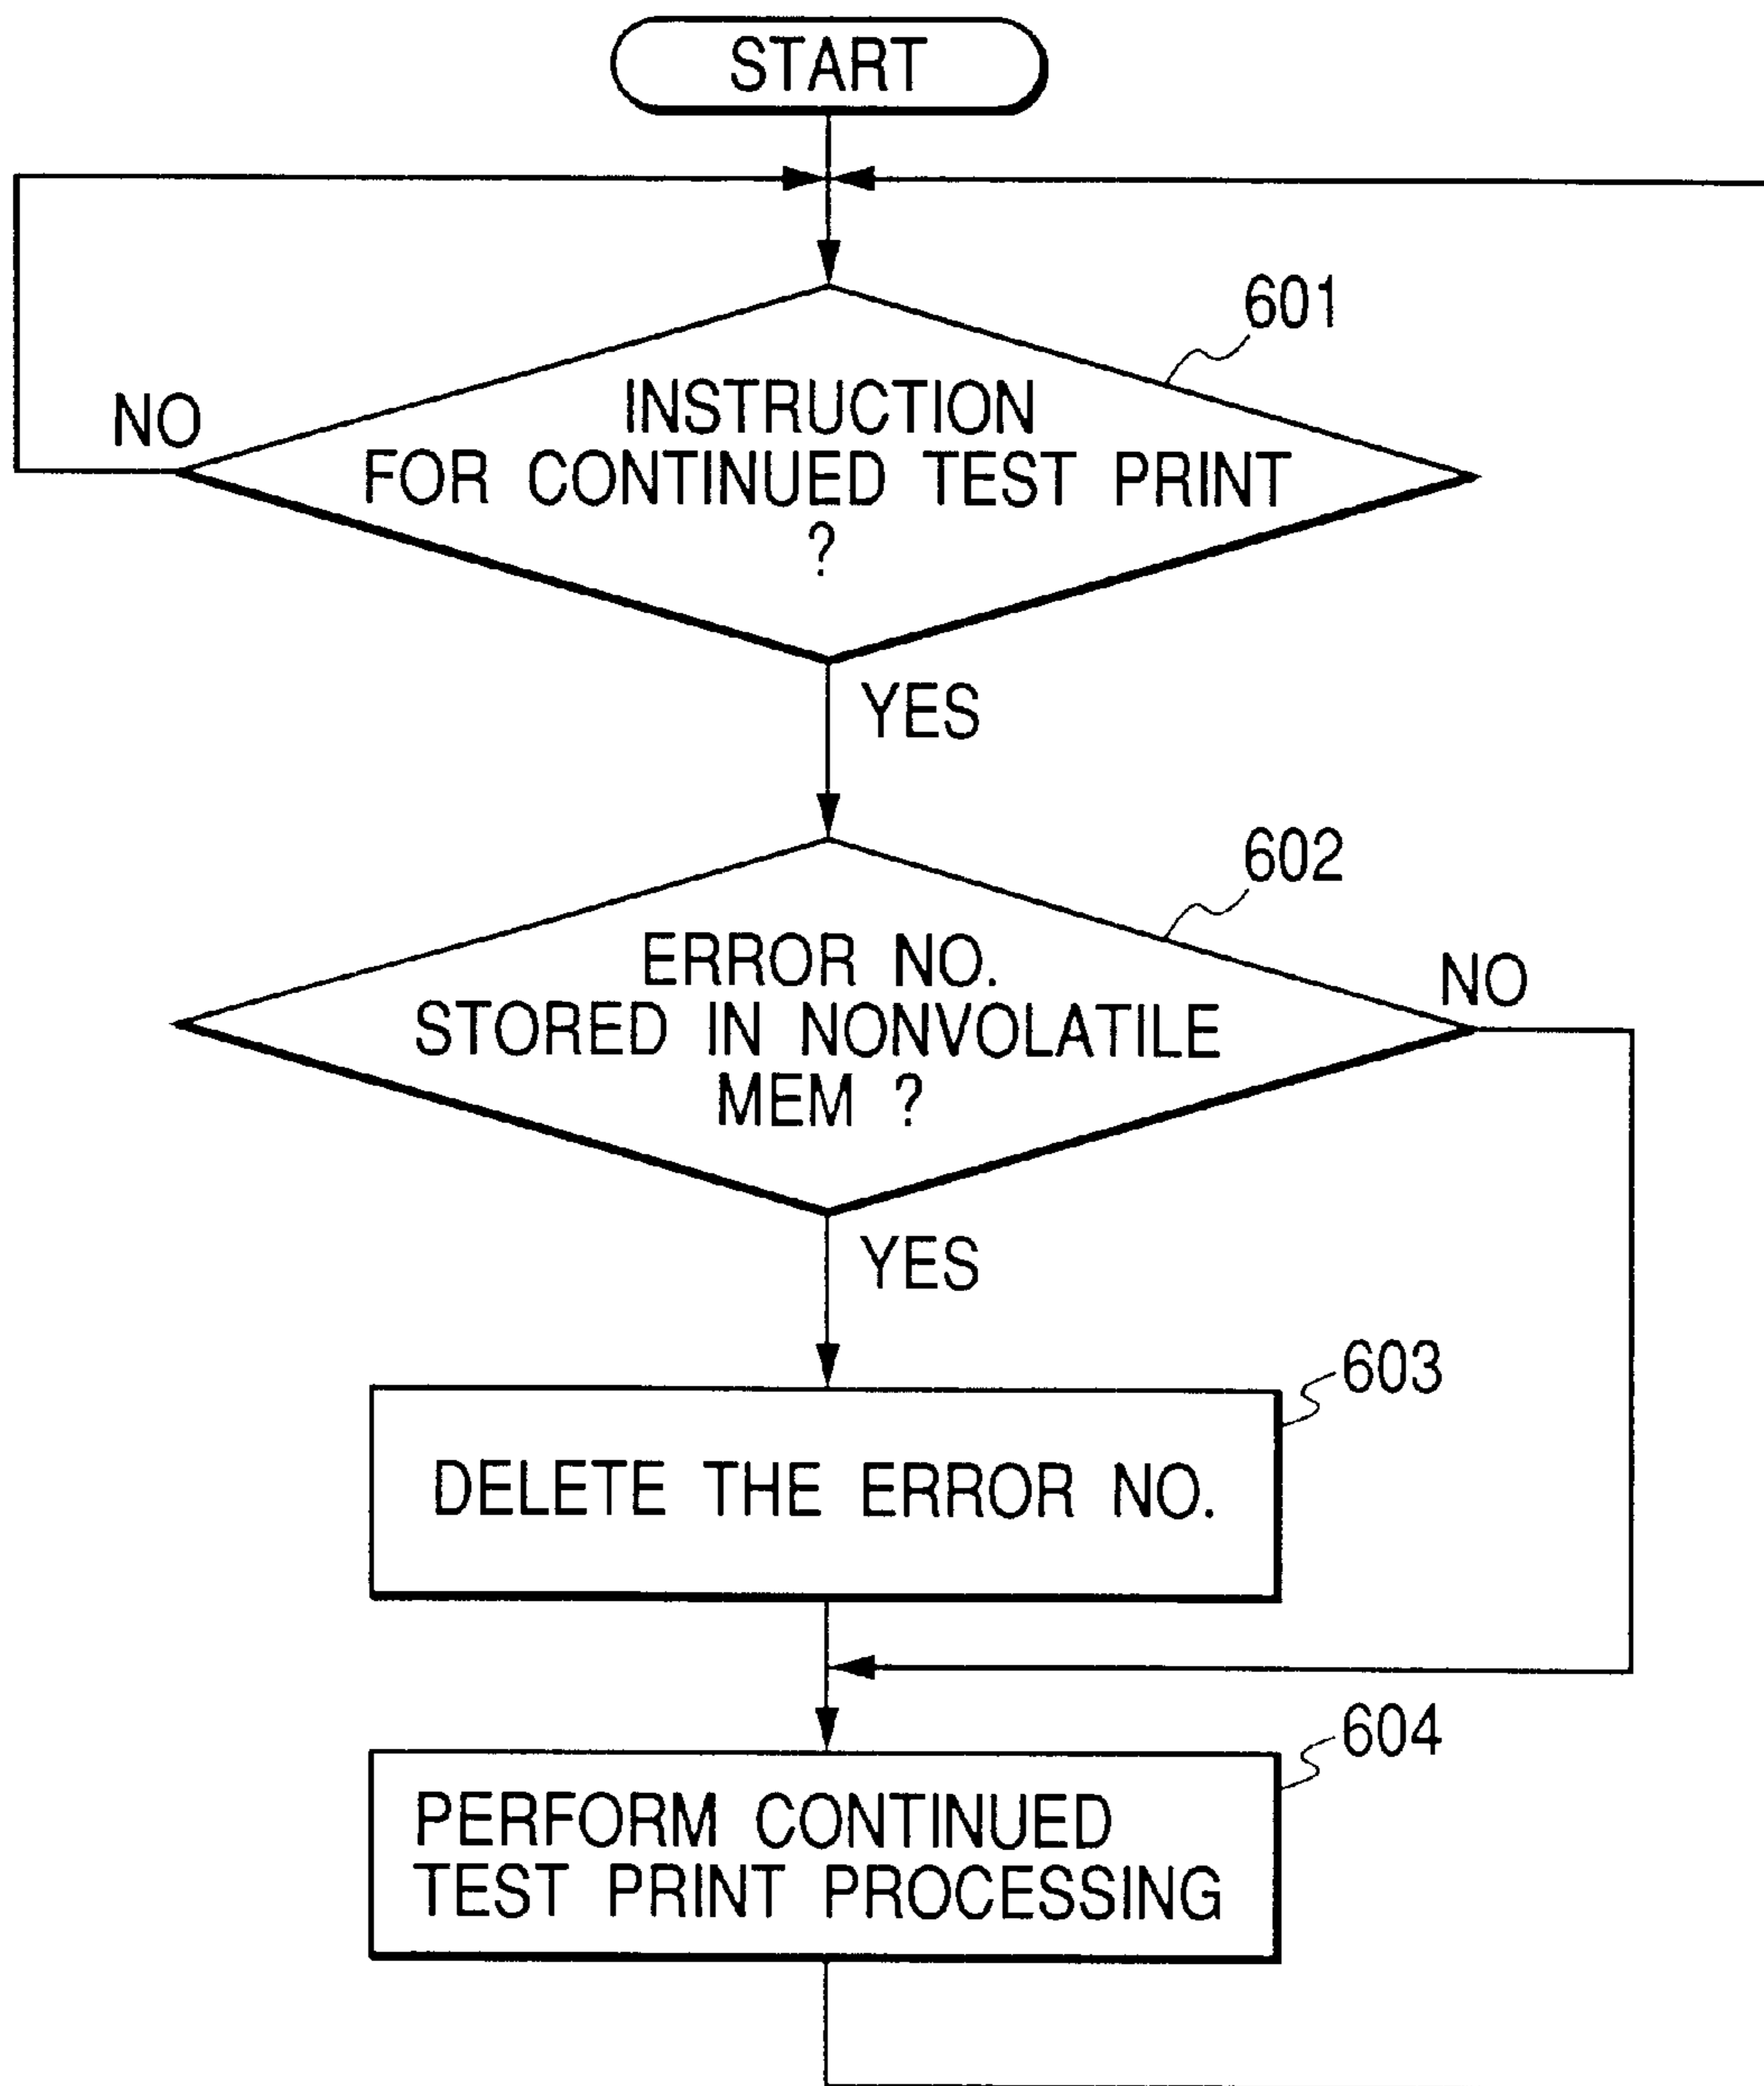 START
601
INSTRUCTION
FOR CONTINUED TEST PRINT
?
NO
YES
602
ERROR NO.
STORED IN NONVOLATILE
MEM ?
NO
YES
603
DELETE THE ERROR NO.
604
PERFORM CONTINUED
TEST PRINT PROCESSING